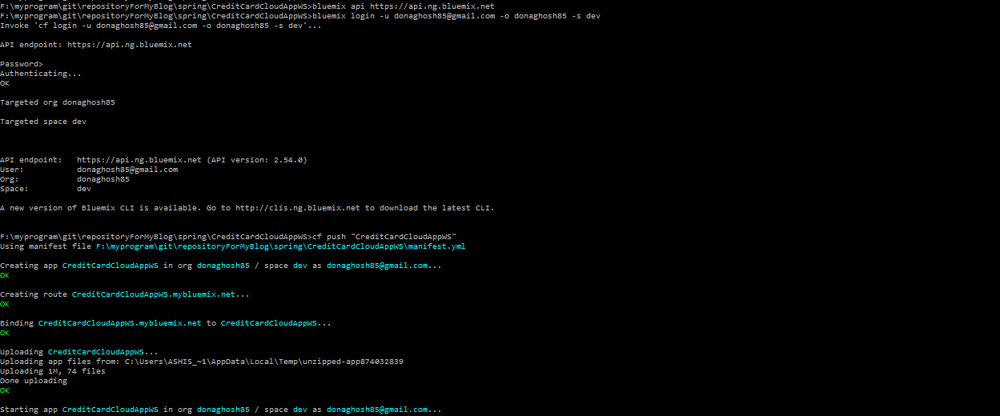 F:\myprogram\git\repositoryForMyBlog\spring\CreditCardCloudAppWS>bluemix api https://api.ng.bluemix.net
F:\myprogram\git\repositoryForMyBlog\spring\CreditCardCloudAppWS>bluemix login -u donaghosh85@gmail.com -o donaghosh85 -s dev
Invoke 'cf login -u donaghosh85@gmail.com -o donaghosh85 -s dev'...
API endpoint: https://api.ng.bluemix.net
Password>
Authenticating...
OK
Targeted org donaghosh85
Targeted space dev
API endpoint:   https://api.ng.bluemix.net (API version: 2.54.0)
User:           donaghosh85@gmail.com
Org:            donaghosh85
Space:          dev
A new version of Bluemix CLI is available. Go to http://clis.ng.bluemix.net to download the latest CLI.
F:\myprogram\git\repositoryForMyBlog\spring\CreditCardCloudAppWS>cf push "CreditCardCloudAppWS"
Using manifest file F:\myprogram\git\repositoryForMyBlog\spring\CreditCardCloudAppWS\manifest.yml
Creating app CreditCardCloudAppWS in org donaghosh85 / space dev as donaghosh85@gmail.com...
OK
Creating route CreditCardCloudAppWS.mybluemix.net...
OK
Binding CreditCardCloudAppWS.mybluemix.net to CreditCardCloudAppWS...
OK
Uploading CreditCardCloudAppWS...
Uploading app files from: C:\Users\ASHIS_~1\AppData\Local\Temp\unzipped-app874032839
Uploading 1M, 74 files
Done uploading
OK
Starting app CreditCardCloudAppWS in org donaghosh85 / space dev as donaghosh85@gmail.com...